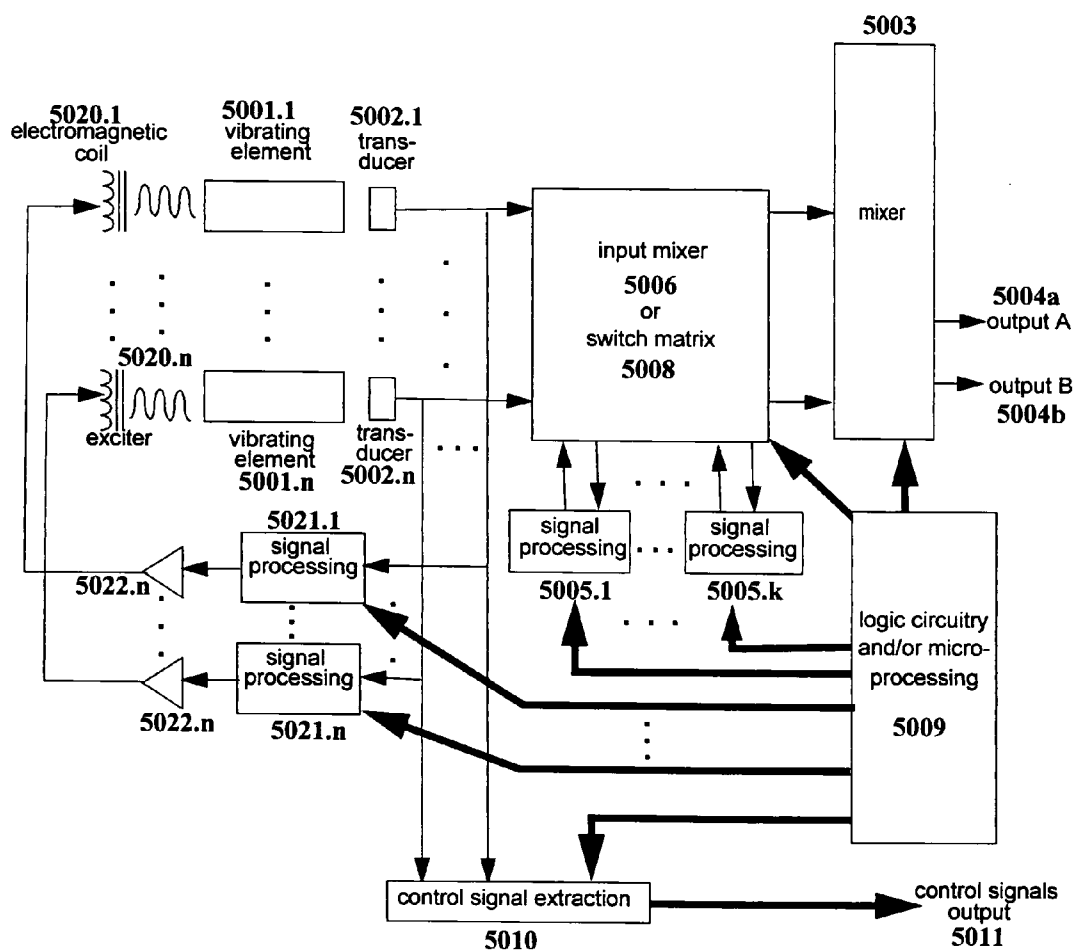 5003
5020.1
electromagnetic
coil
5001.1
vibrating
element
5002.1
trans-
ducer
mixer
input mixer
5006
or
switch matrix
5008
5004a
output A
output B
5004b
5020.n
exciter
vibrating
element
5001.n
trans-
ducer
5002.n
5021.1
signal
processing
5022.n
signal
processing
5005.1
signal
processing
5005.k
logic circuitry
and/or micro-
processing
5009
signal
processing
5022.n
5021.n
control signal extraction
5010
control signals
output
5011